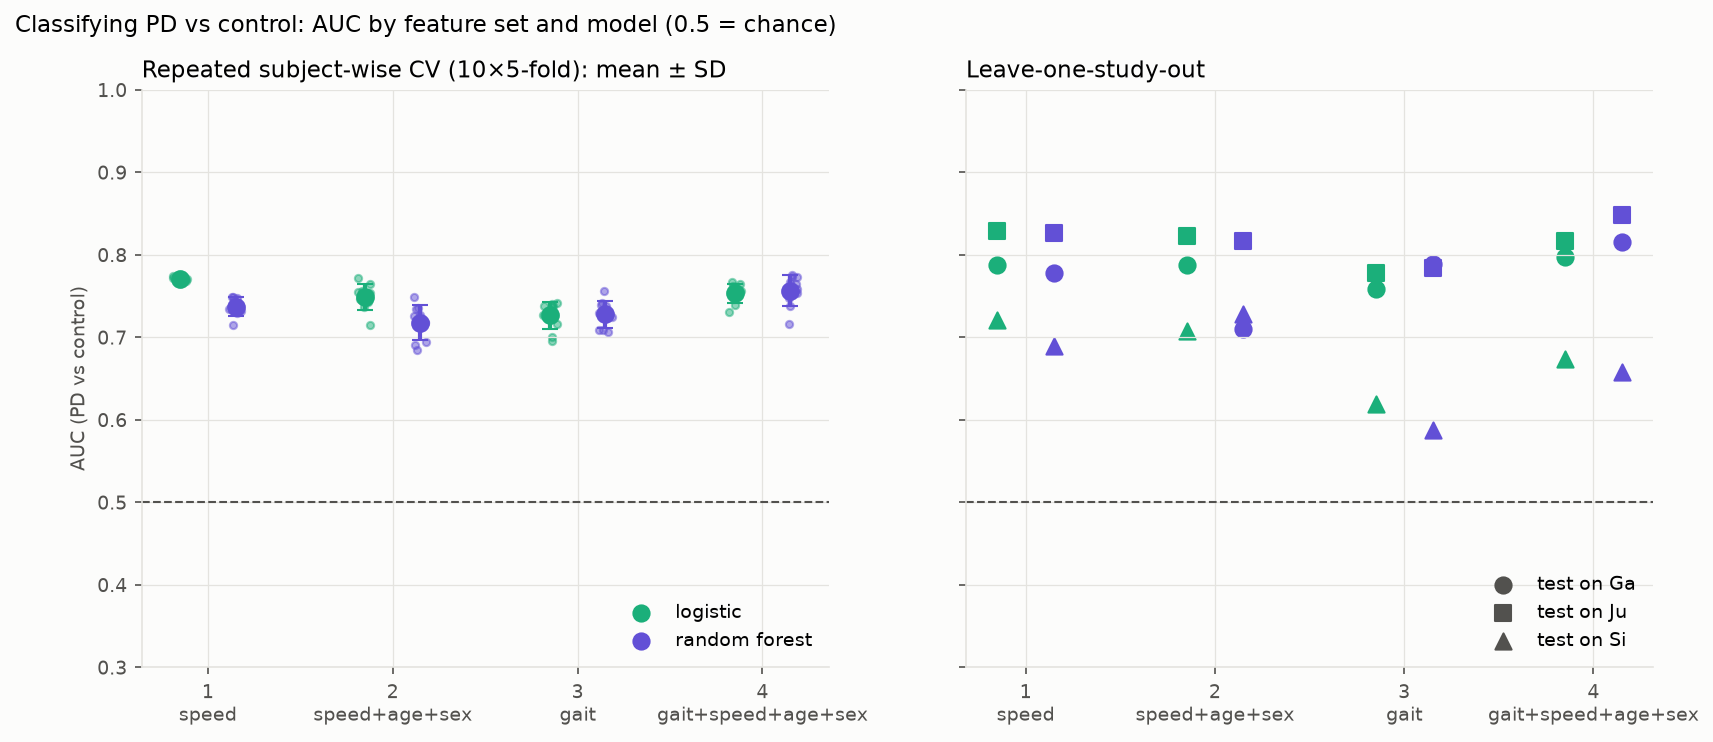 Classifying PD vs control: AUC by feature set and model (0.5 = chance)
Repeated subject-wise CV (10×5-fold): mean ± SD
AUC (PD vs control)
1.0
0.9
0.8
0.7
0.6
0.5
0.4
0.3
1
speed
2
speed+age+sex
3
gait
4
gait+speed+age+sex
logistic
random forest
Leave-one-study-out
1
speed
2
speed+age+sex
3
gait
4
gait+speed+age+sex
test on Ga
test on Ju
test on Si